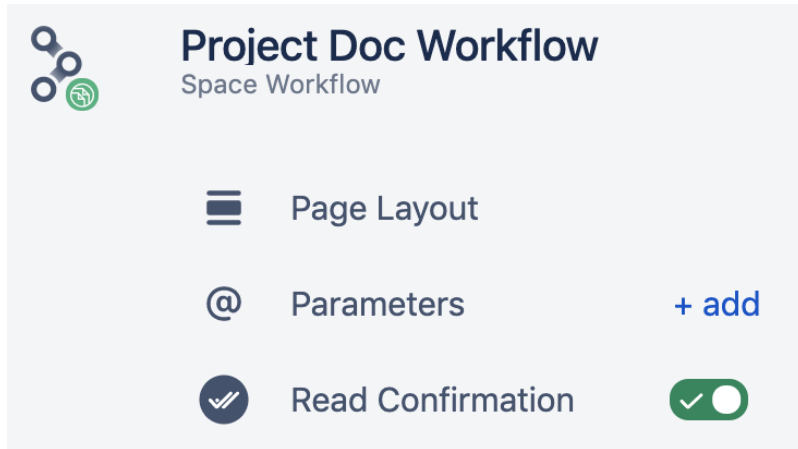 Project Doc Workflow
Space Workflow
Page Layout
@ Parameters + add
Read Confirmation